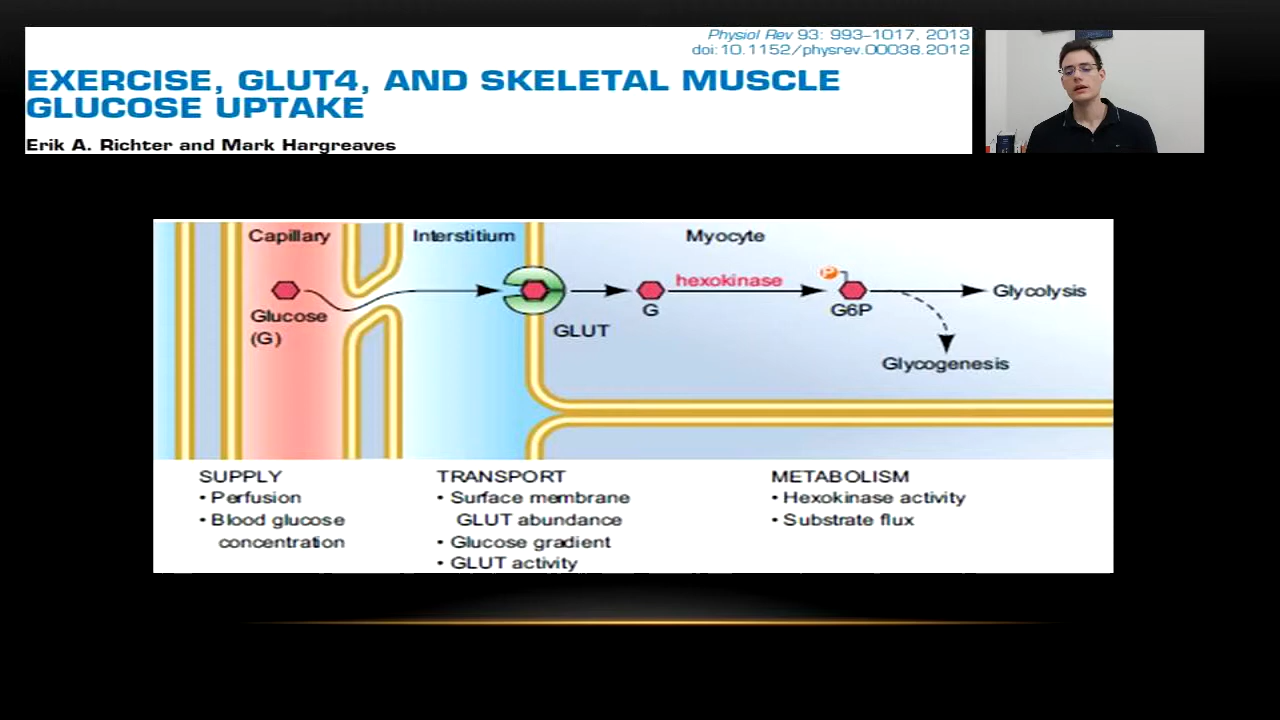 Physiol Rev 93: 993–1017, 2013
doi:10.1152/physrev.00038.2012
EXERCISE, GLUT4, AND SKELETAL MUSCLE
GLUCOSE UPTAKE
Erik A. Richter and Mark Hargreaves
Capillary
Interstitium
Myocyte
Glucose
(G)
GLUT
G
hexokinase
P
G6P
Glycolysis
Glycogenesis
SUPPLY
• Perfusion
• Blood glucose
concentration
TRANSPORT
• Surface membrane
GLUT abundance
• Glucose gradient
• GLUT activity
METABOLISM
• Hexokinase activity
• Substrate flux